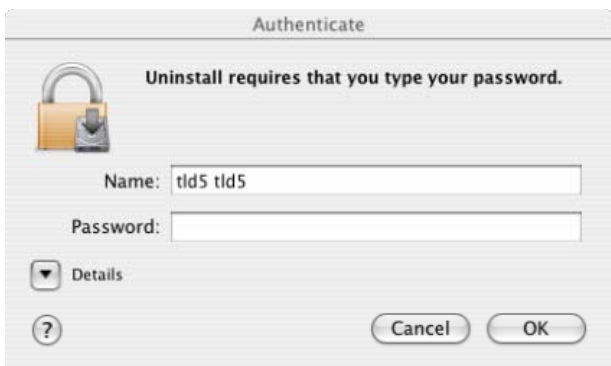 Authenticate
Uninstall requires that you type your password.
Name: tld5 tld5
Password:
Details
?
Cancel OK